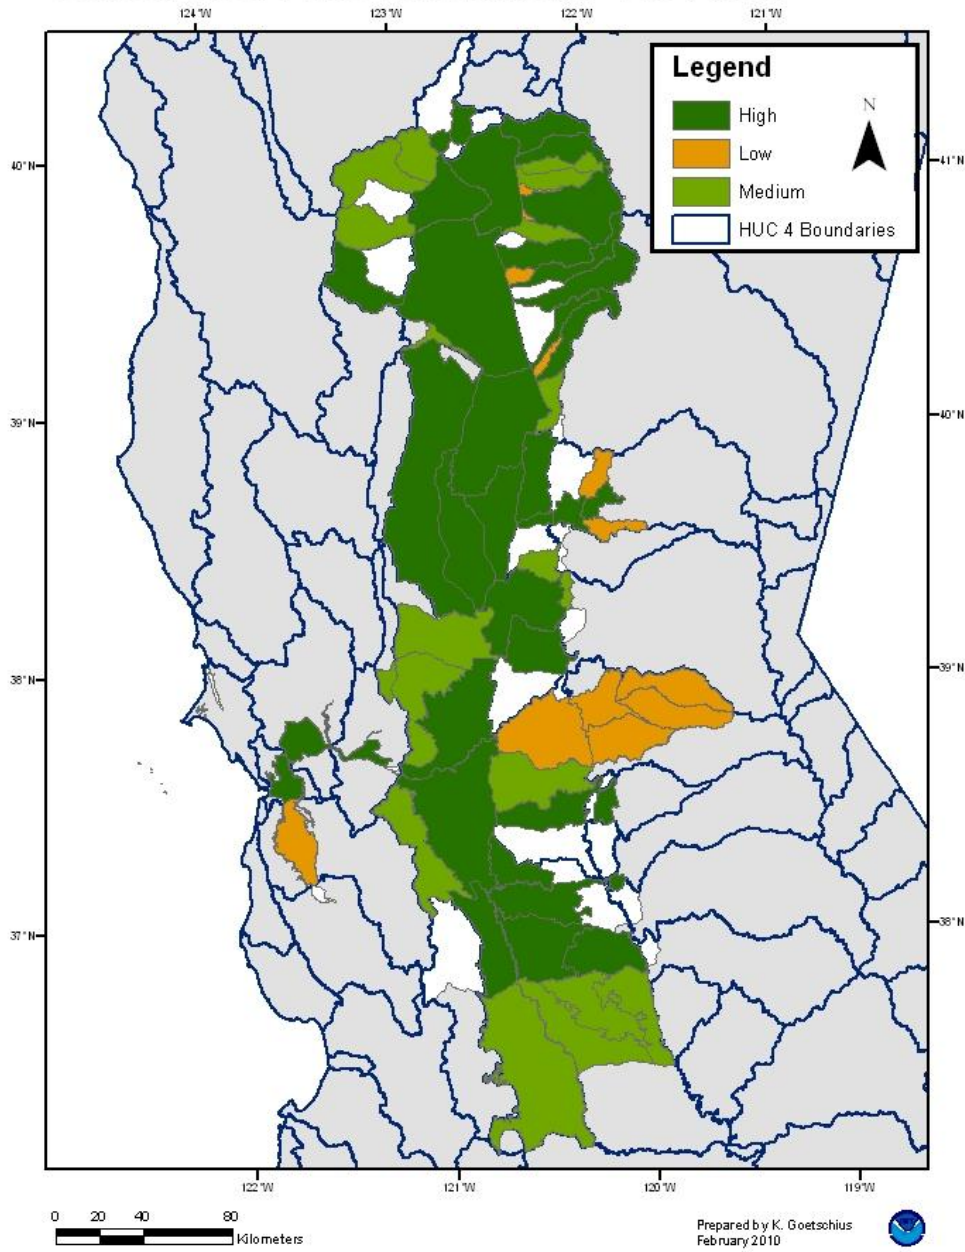 124°W 123°W 122°W 121°W
Legend
High
Low
Medium
HUC 4 Boundaries
N
40°N
41°N
39°N
40°N
38°N
39°N
37°N
38°N
122°W 121°W 120°W 119°W
0 20 40 80
Kilometers
Prepared by K. Goetschius
February 2010